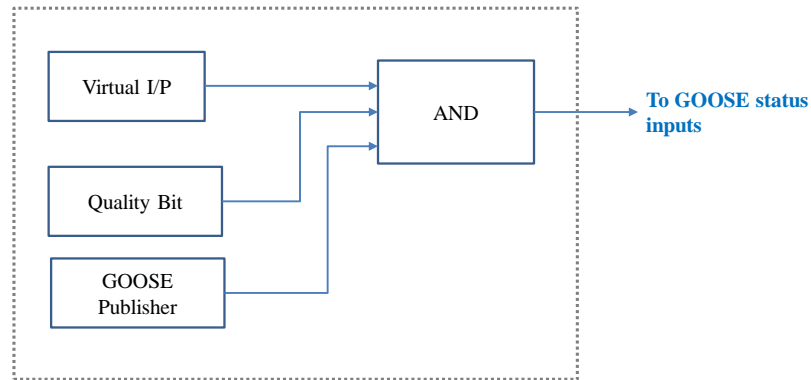 Virtual I/P
AND
To GOOSE status
inputs
Quality Bit
GOOSE
Publisher